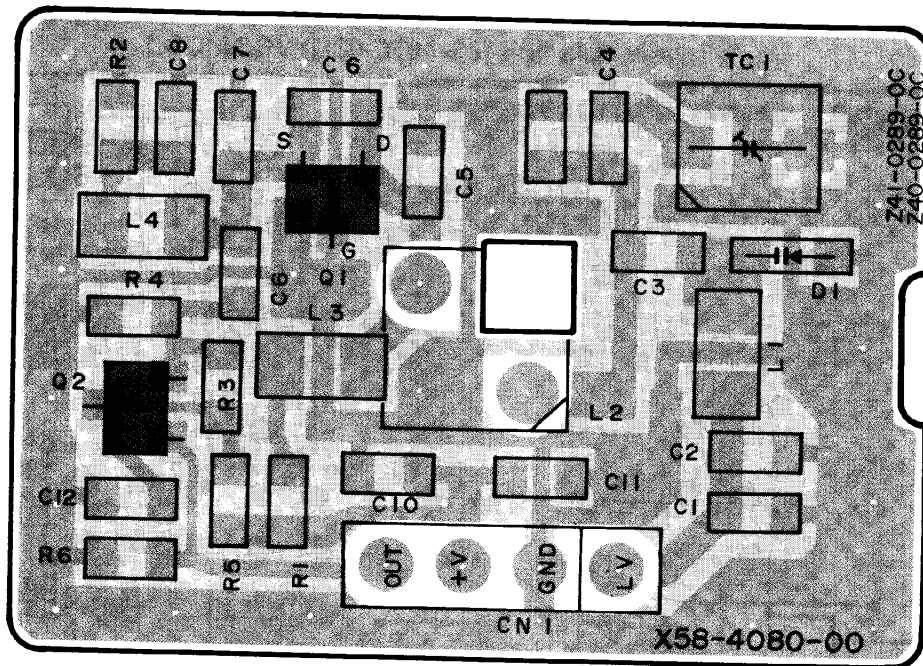 R2
C8
C7
C6
C4
TC1
Z41-0289-0C
Z40-0289-0C
S
D
C5
L4
G
Q1
C6
C3
D1
R4
L3
L1
Q2
R3
L2
C2
C12
C10
C11
C1
R6
R5
R1
OUT
+V
GND
LV
CN1
X58-4080-00